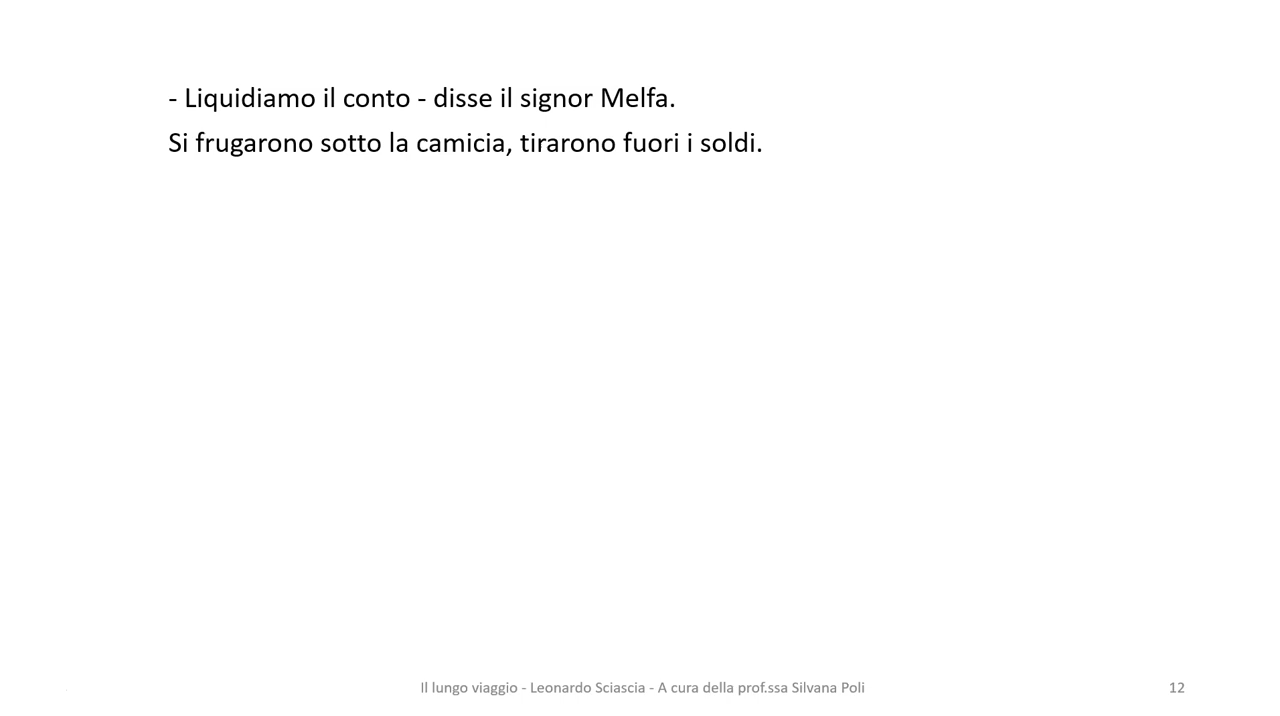 - Liquidiamo il conto - disse il signor Melfa.
Si frugarono sotto la camicia, tirarono fuori i soldi.
Il lungo viaggio - Leonardo Sciascia - A cura della prof.ssa Silvana Poli
12